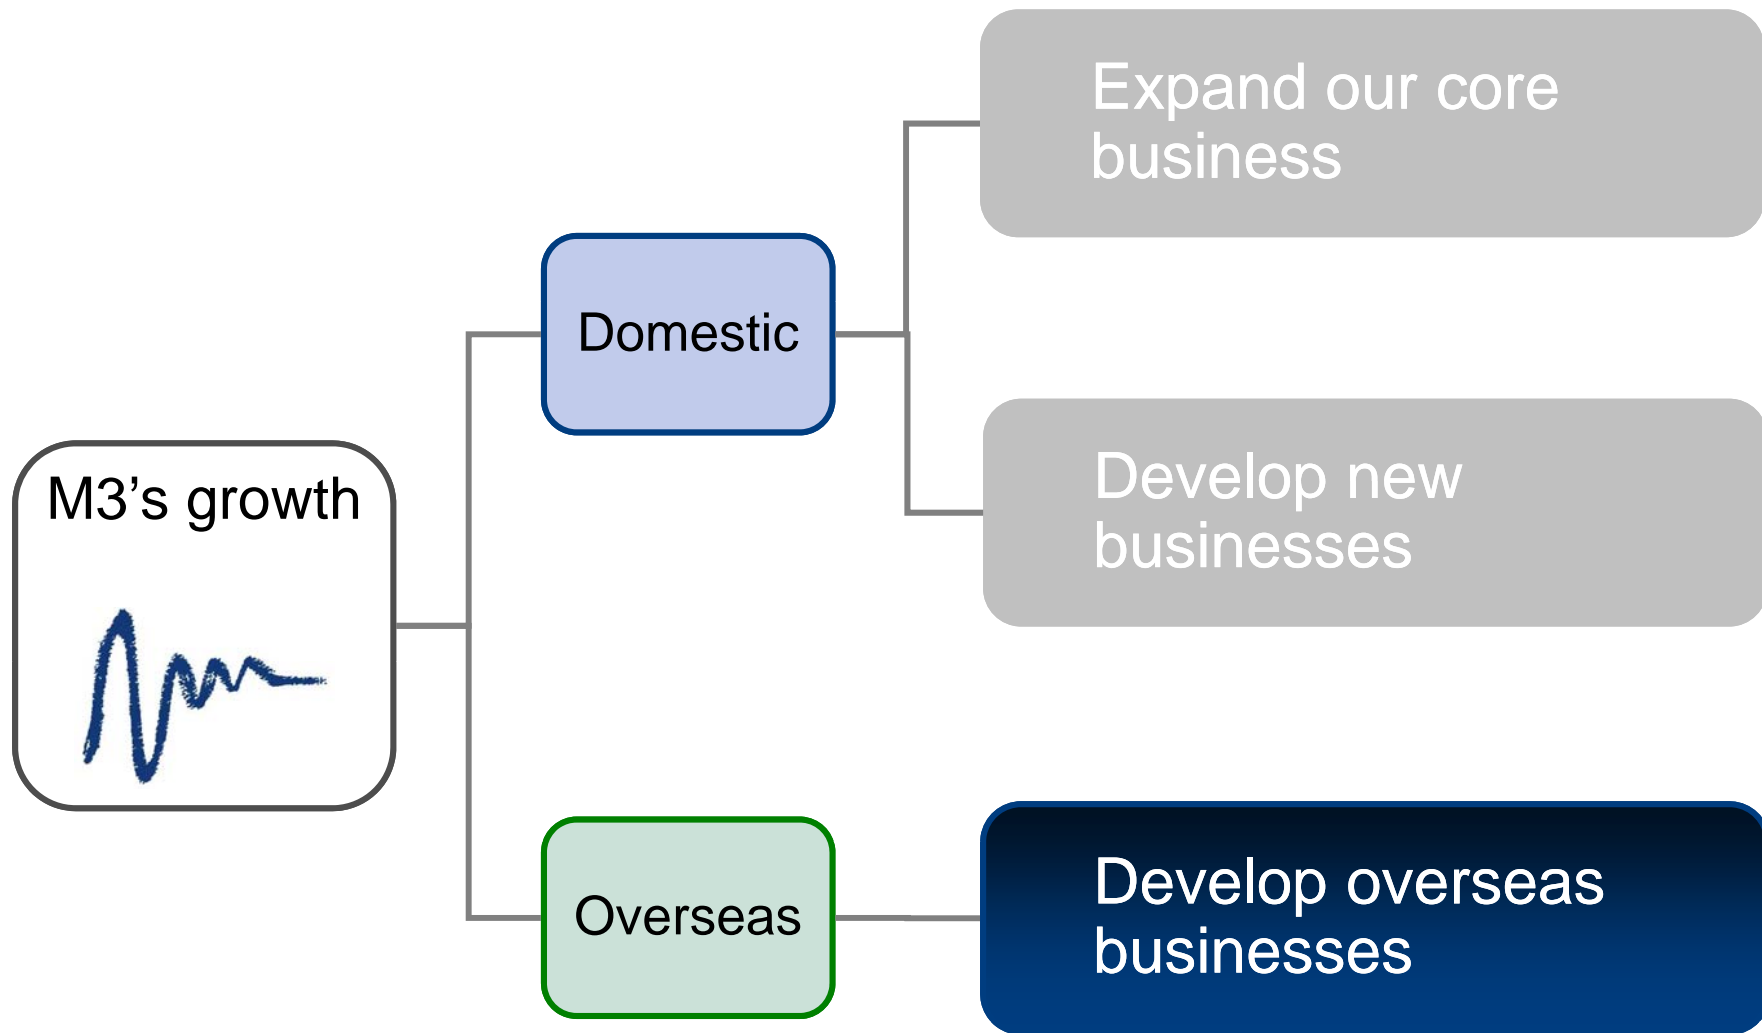 M3’s growth
Domestic
Expand our core
business
Develop new
businesses
Overseas
Develop overseas
businesses